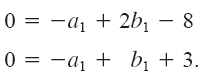 0 = −a₁ + 2b₁ − 8
0 = −a₁ + b₁ + 3.